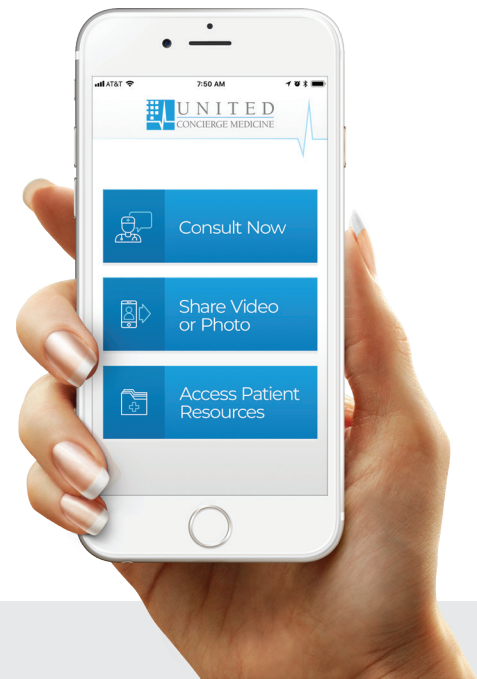 AT&T
7:50 AM
UNITED
CONCIERGE MEDICINE
Consult Now
Share Video
or Photo
Access Patient
Resources